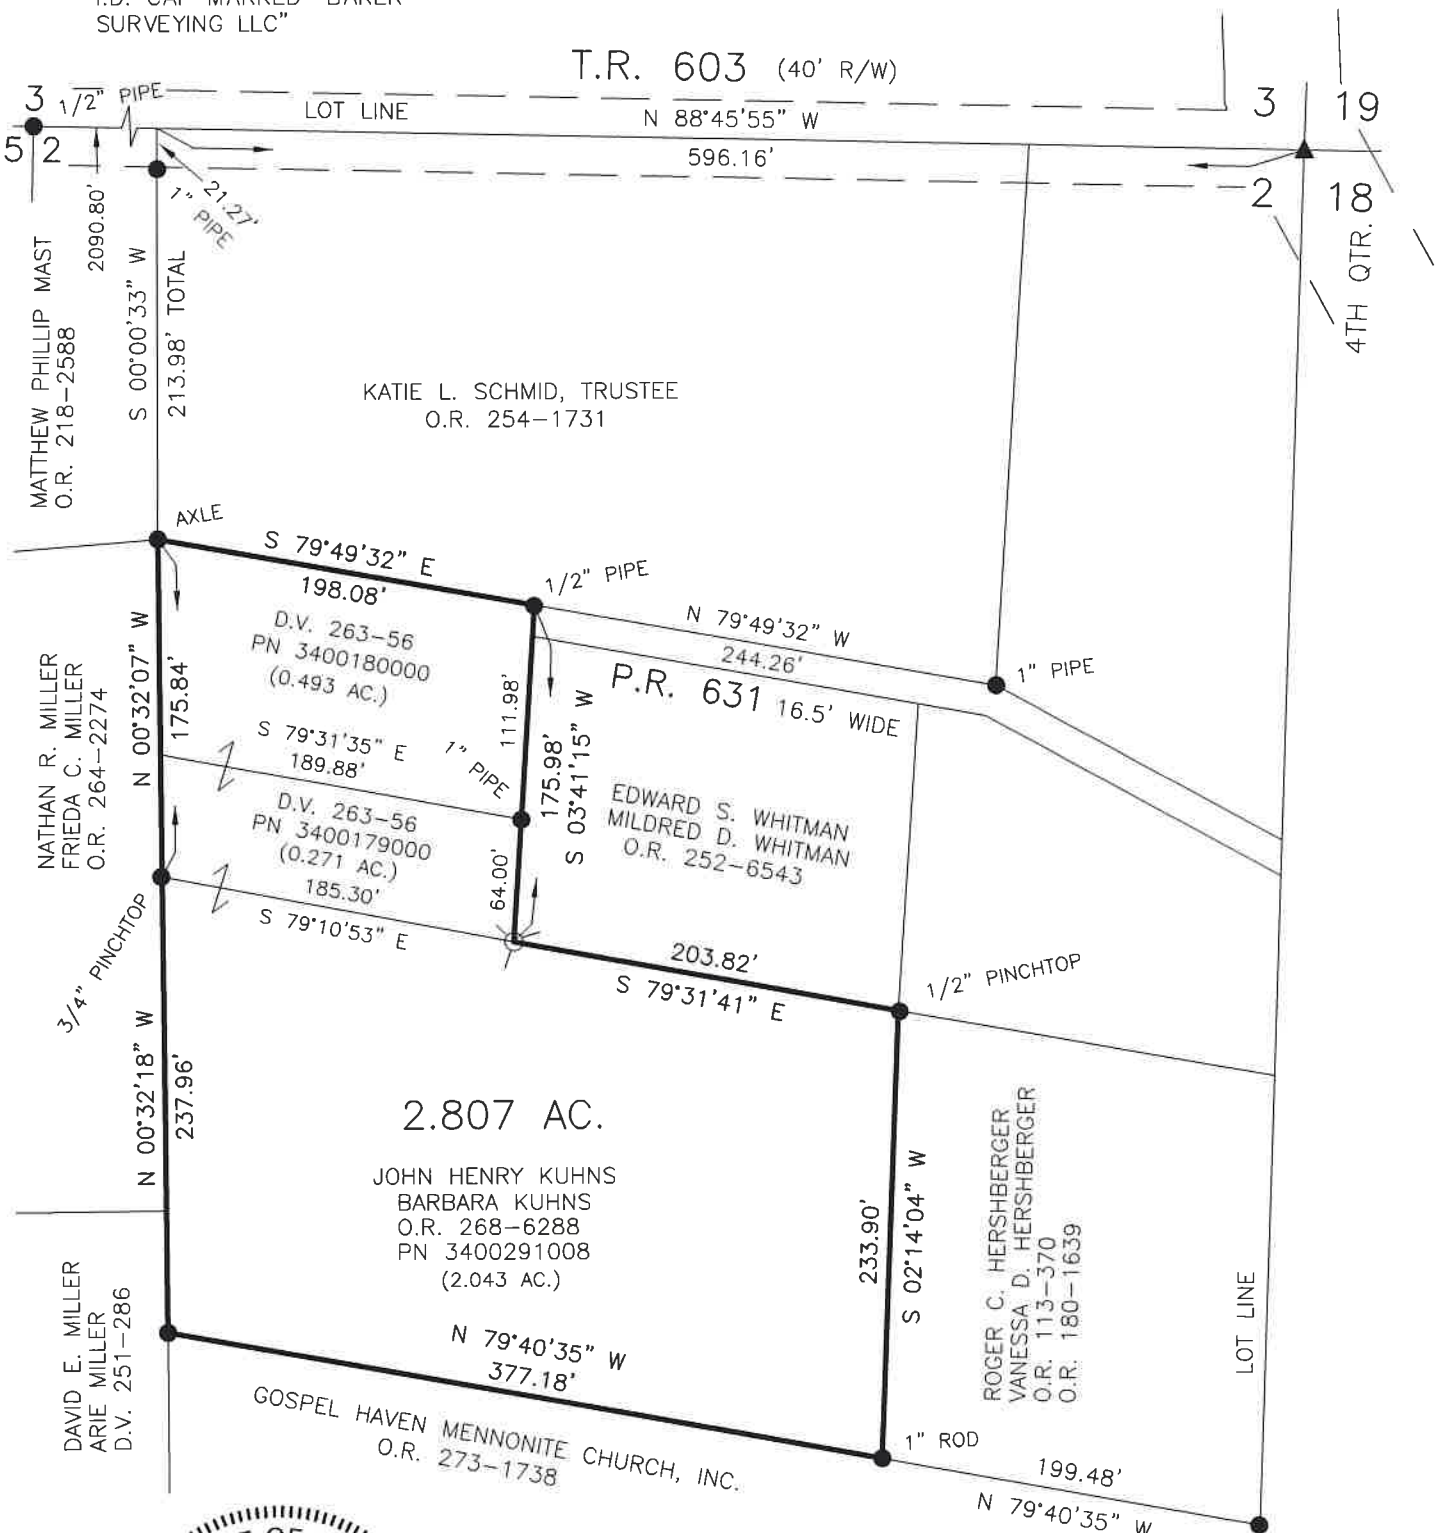 SURVEYING LLC"
T.R. 603 (40' R/W)
3
1/2" PIPE
LOT LINE
N 88°45'55" W
596.16'
3
19
5
2
2
18
4TH QTR.
2090.80'
21.27'
1" PIPE
MATTHEW PHILLIP MAST
O.R. 218-2588
S 00°00'33" W
213.98' TOTAL
KATIE L. SCHMID, TRUSTEE
O.R. 254-1731
AXLE
S 79°49'32" E
198.08'
1/2" PIPE
N 79°49'32" W
244.26'
1" PIPE
P.R. 631 16.5' WIDE
D.V. 263-56
PN 3400180000
(0.493 AC.)
N 00°32'07" W
175.84'
NATHAN R. MILLER
FRIEDA C. MILLER
O.R. 264-2274
S 79°31'35" E
189.88'
1" PIPE
111.98'
175.98'
S 03°41'15" W
64.00'
D.V. 263-56
PN 3400179000
(0.271 AC.)
185.30'
S 79°10'53" E
EDWARD S. WHITMAN
MILDRED D. WHITMAN
O.R. 252-6543
3/4" PINCHTOP
203.82'
S 79°31'41" E
1/2" PINCHTOP
N 00°32'18" W
237.96'
2.807 AC.
JOHN HENRY KUHNS
BARBARA KUHNS
O.R. 268-6288
PN 3400291008
(2.043 AC.)
233.90'
S 02°14'04" W
ROGER C. HERSHBERGER
VANESSA D. HERSHBERGER
O.R. 113-370
O.R. 180-1639
LOT LINE
DAVID E. MILLER
ARIE MILLER
D.V. 251-286
N 79°40'35" W
377.18'
GOSPEL HAVEN MENNONITE CHURCH, INC.
O.R. 273-1738
1" ROD
199.48'
N 79°40'35" W